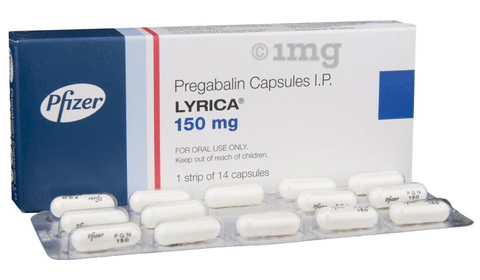 ©1mg
Pfizer
Pregabalin Capsules I.P.
LYRICA®
150 mg
FOR ORAL USE ONLY.
Keep out of reach of children.
1 strip of 14 capsules
PGN
150
Pfizer
PGN
150